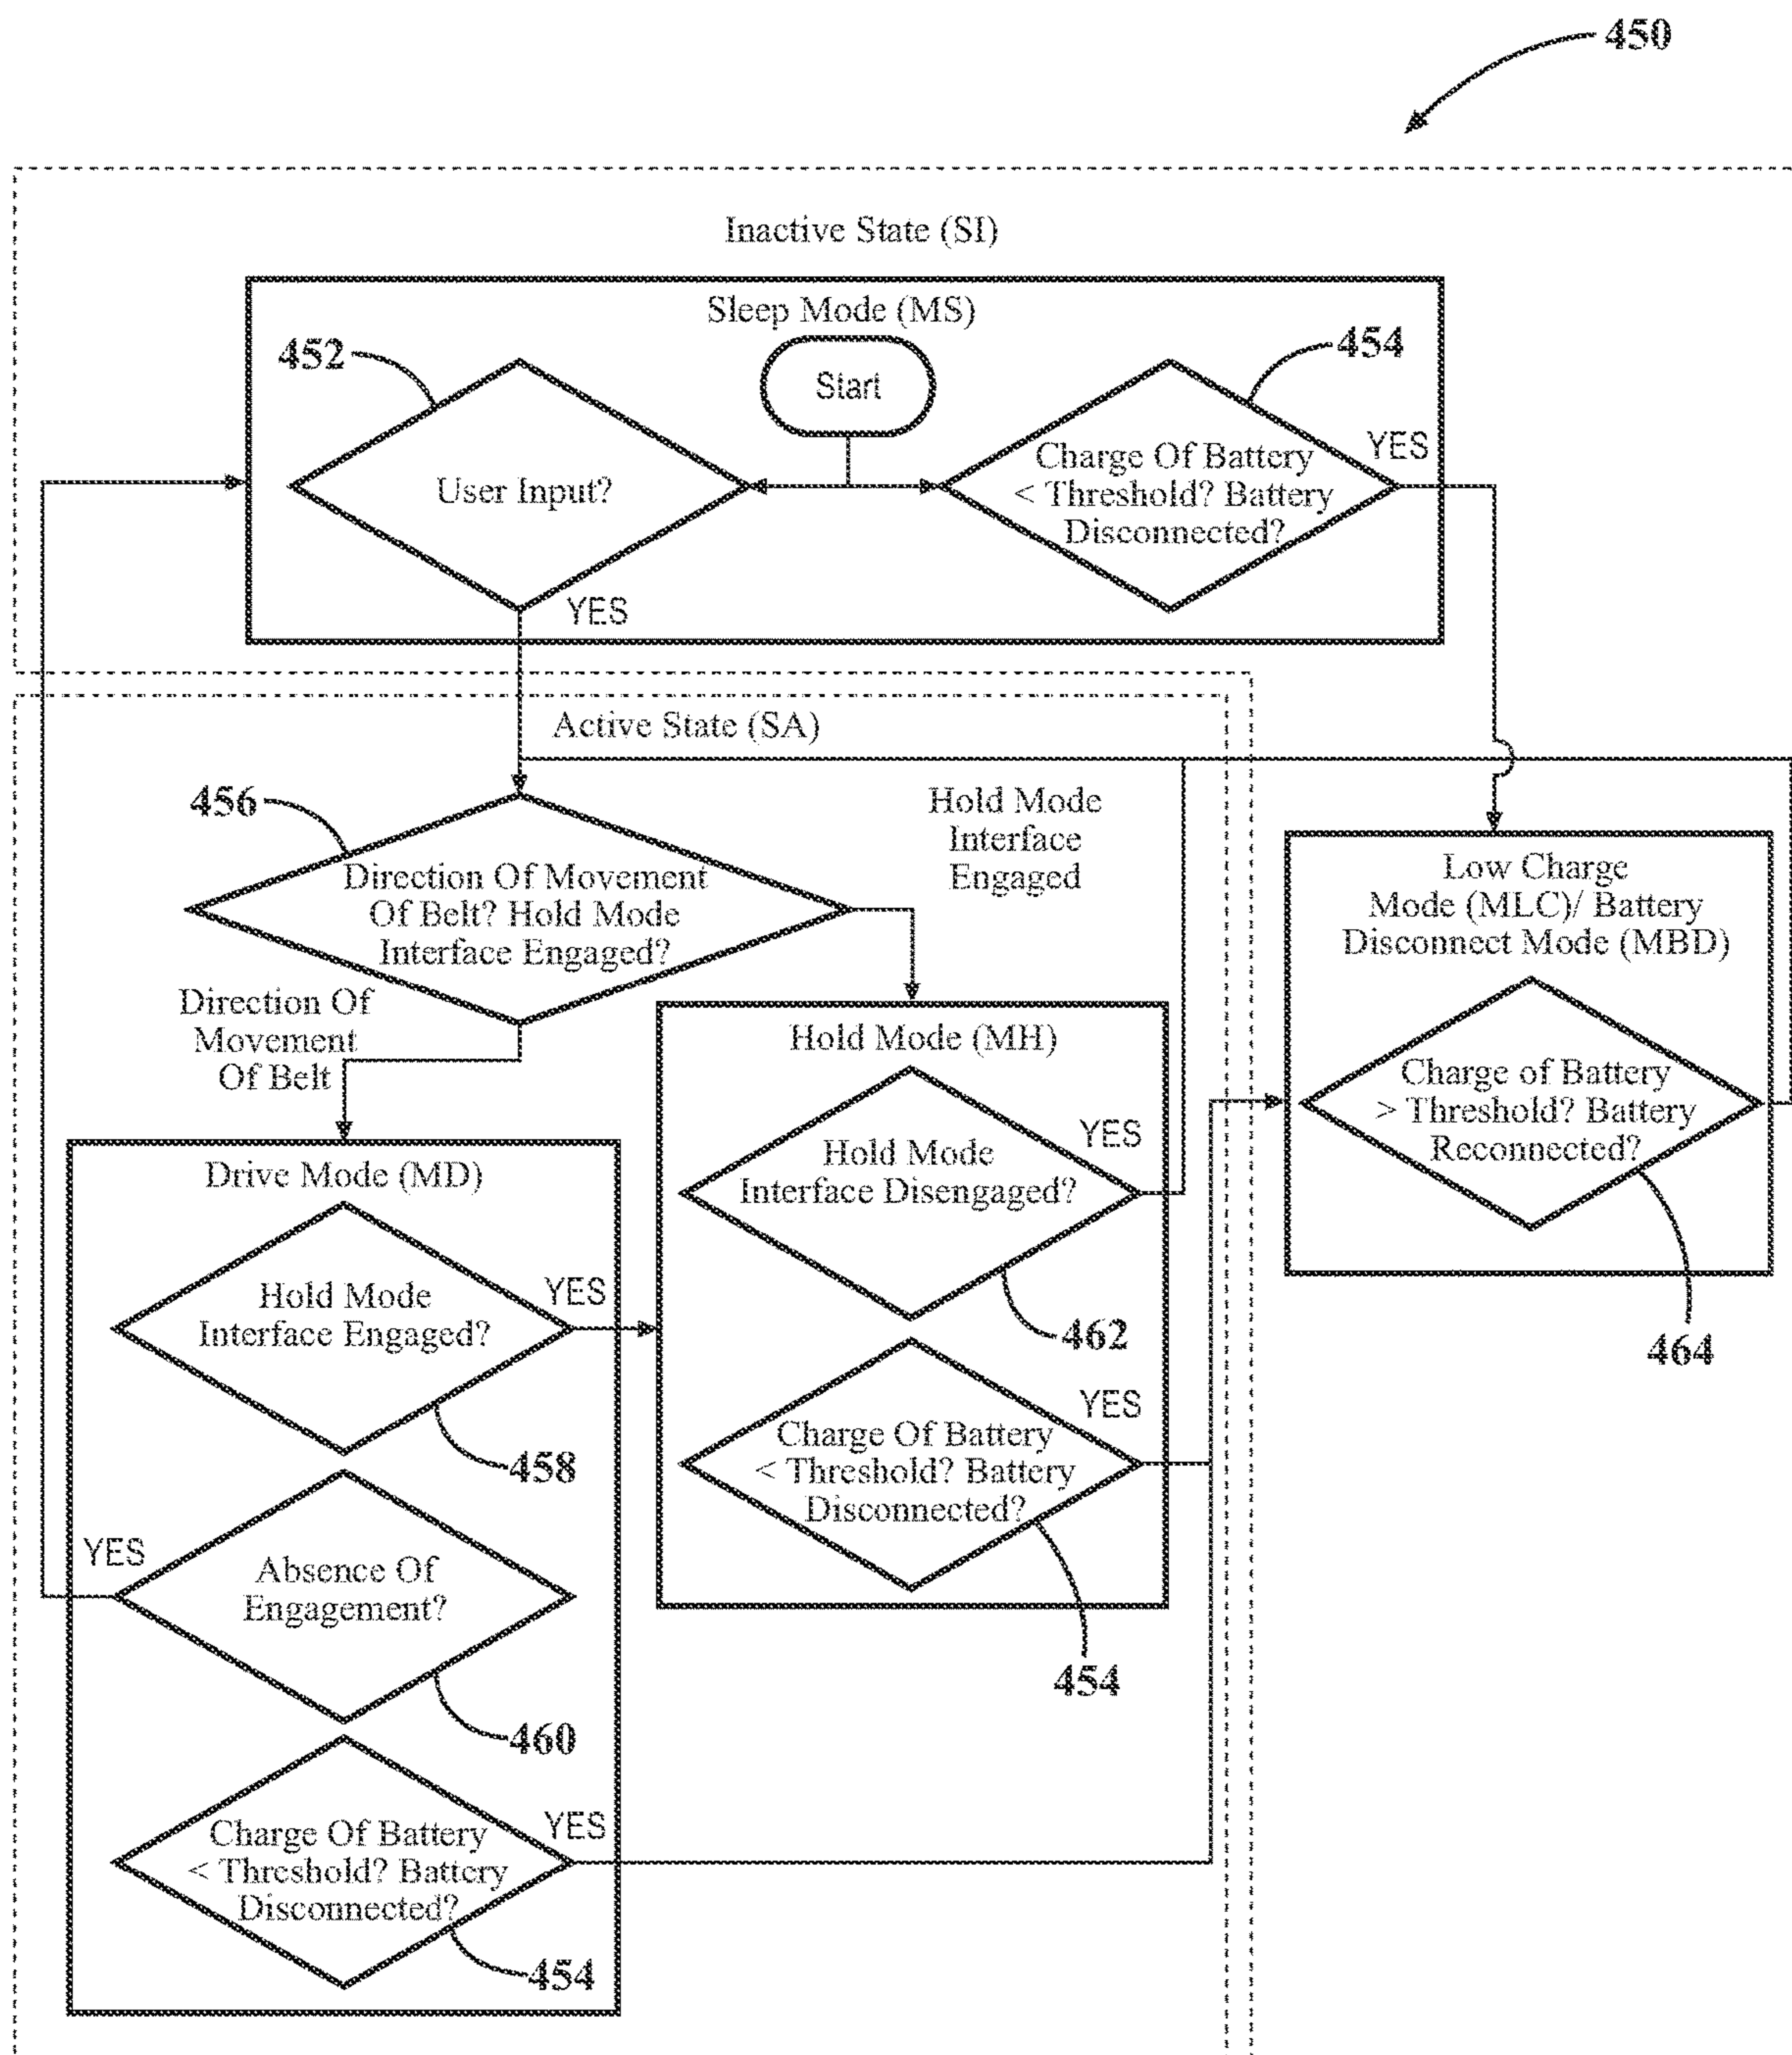 450
Inactive State (SI)
Sleep Mode (MS)
452
Start
454
User Input?
YES
Charge Of Battery
< Threshold? Battery
Disconnected?
YES
Active State (SA)
456
Direction Of Movement
Of Belt? Hold Mode
Interface Engaged?
Hold Mode
Interface
Engaged
Direction Of
Movement
Of Belt
Low Charge
Mode (MLC)/ Battery
Disconnect Mode (MBD)
Charge of Battery
> Threshold? Battery
Reconnected?
464
Hold Mode (MH)
Hold Mode
Interface Disengaged?
YES
462
Charge Of Battery
< Threshold? Battery
Disconnected?
YES
454
Drive Mode (MD)
Hold Mode
Interface Engaged?
YES
458
Absence Of
Engagement?
YES
460
Charge Of Battery
< Threshold? Battery
Disconnected?
YES
454